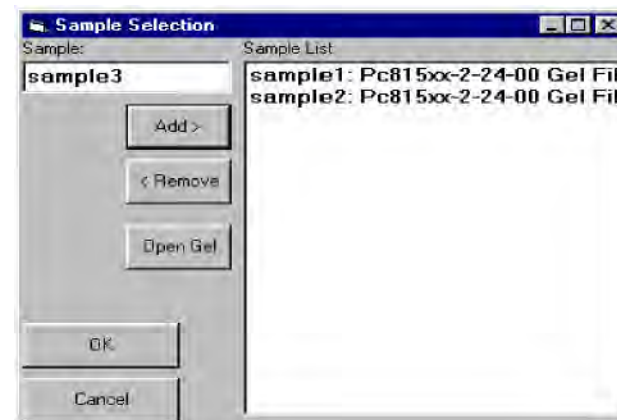 Sample Selection
Sample:
sample3
Add >
< Remove
Open Gel
OK
Cancel
Sample List
sample1: Pc815xx-2-24-00 Gel Fil
sample2: Pc815xx-2-24-00 Gel Fil